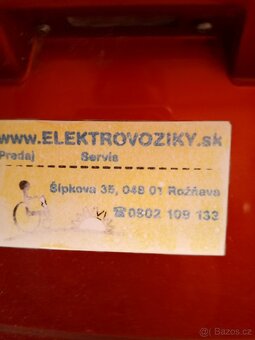 www.ELEKTROVOZIKY.sk
Predaj Servis
Šípkova 35, 048 01 Rožňava
☎0802 109 133
© Bazos.cz